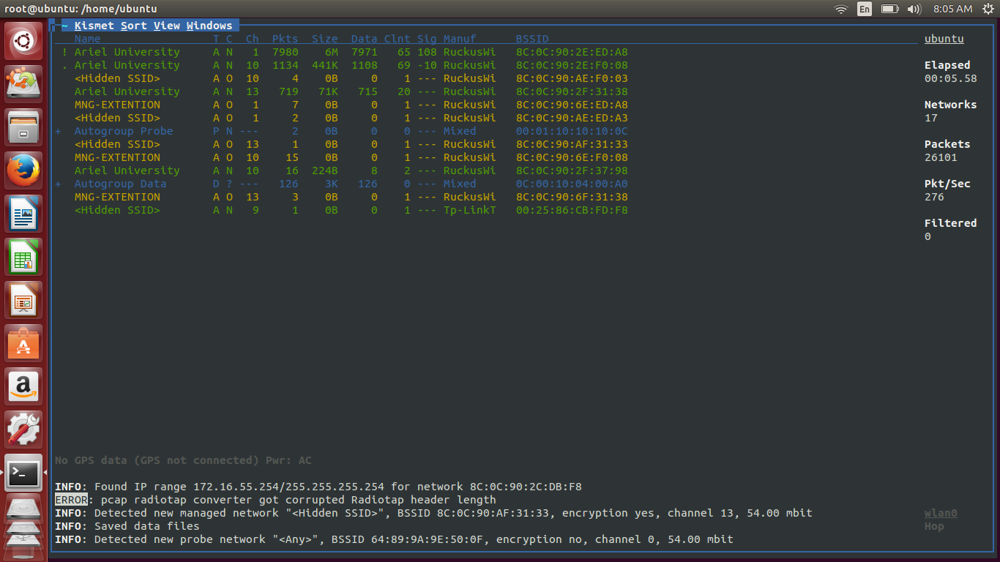 root@ubuntu: /home/ubuntu En 8:05 AM
~ Kismet Sort View Windows
Name T C Ch Pkts Size Data Clnt Sig Manuf BSSID ubuntu
! Ariel University A N 1 7980 6M 7971 65 108 RuckusWi 8C:0C:90:2E:ED:A8
. Ariel University A N 10 1134 441K 1108 69 -10 RuckusWi 8C:0C:90:2E:F0:08 Elapsed
<Hidden SSID> A O 10 4 0B 0 1 --- RuckusWi 8C:0C:90:AE:F0:03 00:05.58
Ariel University A N 13 719 71K 715 20 --- RuckusWi 8C:0C:90:2F:31:38
MNG-EXTENTION A O 1 7 0B 0 1 --- RuckusWi 8C:0C:90:6E:ED:A8 Networks
<Hidden SSID> A O 1 2 0B 0 1 --- RuckusWi 8C:0C:90:AE:ED:A3 17
+ Autogroup Probe P N --- 2 0B 0 0 --- Mixed 00:01:10:10:10:0C
<Hidden SSID> A O 13 1 0B 0 1 --- RuckusWi 8C:0C:90:AF:31:33 Packets
MNG-EXTENTION A O 10 15 0B 0 1 --- RuckusWi 8C:0C:90:6E:F0:08 26101
Ariel University A N 10 16 224B 8 2 --- RuckusWi 8C:0C:90:2F:37:98
+ Autogroup Data D ? --- 126 3K 126 0 --- Mixed 0C:00:10:04:00:A0 Pkt/Sec
MNG-EXTENTION A O 13 3 0B 0 1 --- RuckusWi 8C:0C:90:6F:31:38 276
<Hidden SSID> A N 9 1 0B 0 1 --- Tp-LinkT 00:25:86:CB:FD:F8
Filtered
0
No GPS data (GPS not connected) Pwr: AC
INFO: Found IP range 172.16.55.254/255.255.255.254 for network 8C:0C:90:2C:DB:F8
ERROR: pcap radiotap converter got corrupted Radiotap header length
INFO: Detected new managed network "<Hidden SSID>", BSSID 8C:0C:90:AF:31:33, encryption yes, channel 13, 54.00 mbit wlan0
INFO: Saved data files Hop
INFO: Detected new probe network "<Any>", BSSID 64:89:9A:9E:50:0F, encryption no, channel 0, 54.00 mbit